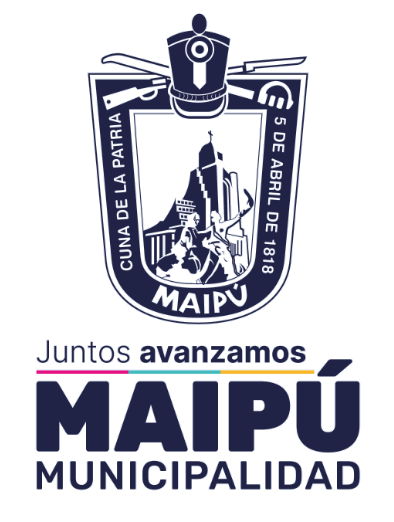 CUNA DE LA PATRIA
5 DE ABRIL DE 1818
MAIPÚ
Juntos avanzamos
MAIPÚ
MUNICIPALIDAD